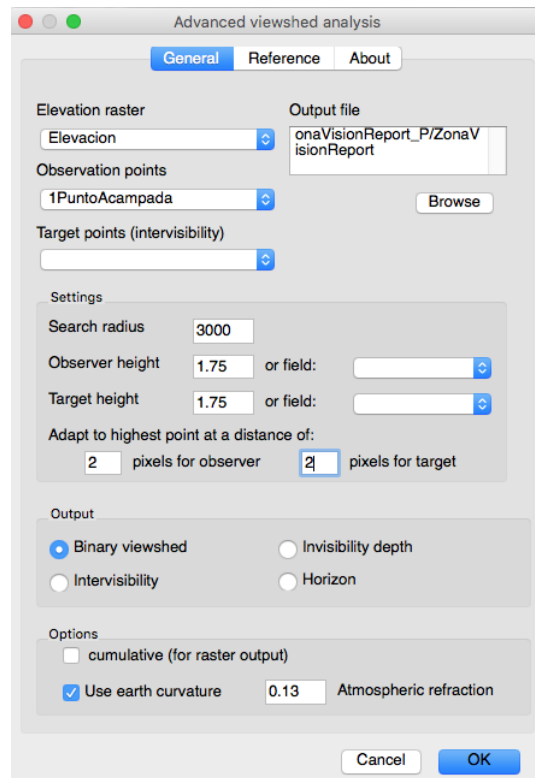 Advanced viewshed analysis
General Reference About
Elevation raster
Elevacion
Output file
onaVisionReport_P/ZonaV
isionReport
Observation points
1PuntoAcampada
Browse
Target points (intervisibility)
Settings
Search radius 3000
Observer height 1.75 or field:
Target height 1.75 or field:
Adapt to highest point at a distance of:
2 pixels for observer 2 pixels for target
Output
Binary viewshed Invisibility depth
Intervisibility Horizon
Options
cumulative (for raster output)
Use earth curvature 0.13 Atmospheric refraction
Cancel OK